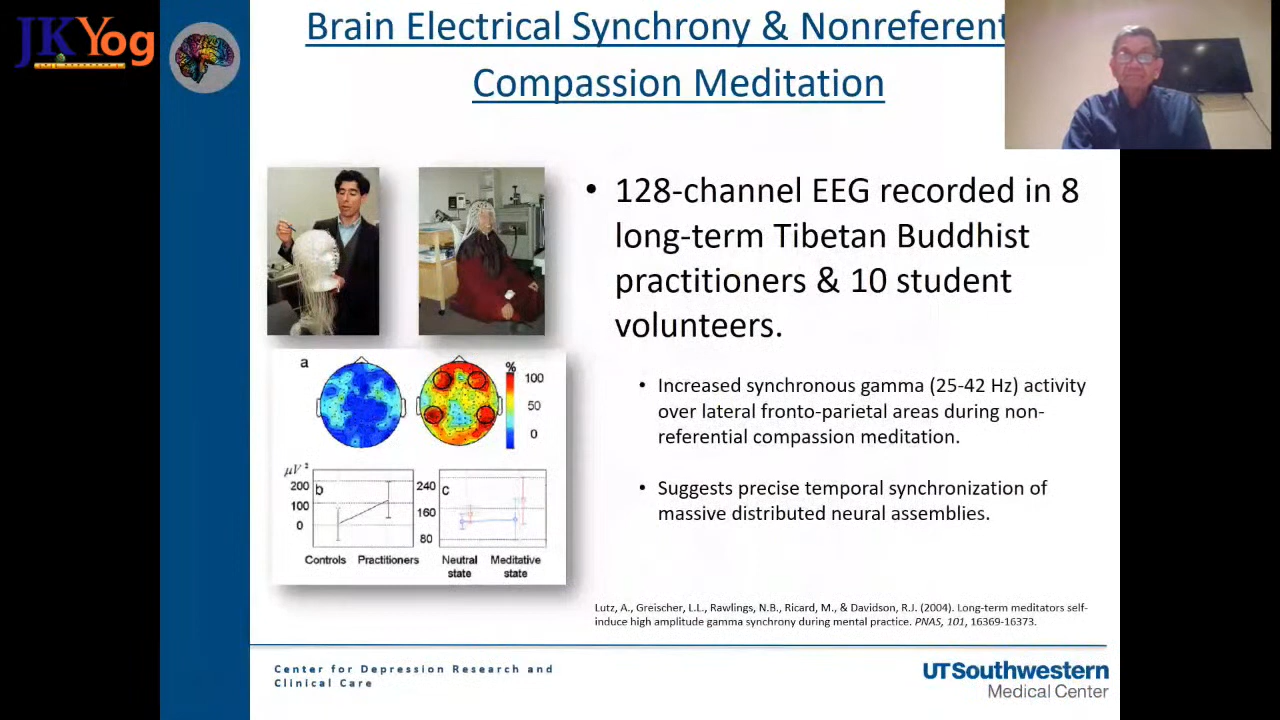 JKYog
Brain Electrical Synchrony & Nonreferent
Compassion Meditation
• 128-channel EEG recorded in 8
long-term Tibetan Buddhist
practitioners & 10 student
volunteers.
• Increased synchronous gamma (25-42 Hz) activity
over lateral fronto-parietal areas during non-
referential compassion meditation.
• Suggests precise temporal synchronization of
massive distributed neural assemblies.
a
%
100
50
0
μV²
200
100
0
b
240
160
80
c
Controls Practitioners
Neutral state
Meditative state
Lutz, A., Greischer, L.L., Rawlings, N.B., Ricard, M., & Davidson, R.J. (2004). Long-term meditators self-
induce high amplitude gamma synchrony during mental practice. PNAS, 101, 16369-16373.
Center for Depression Research and
Clinical Care
UTSouthwestern
Medical Center